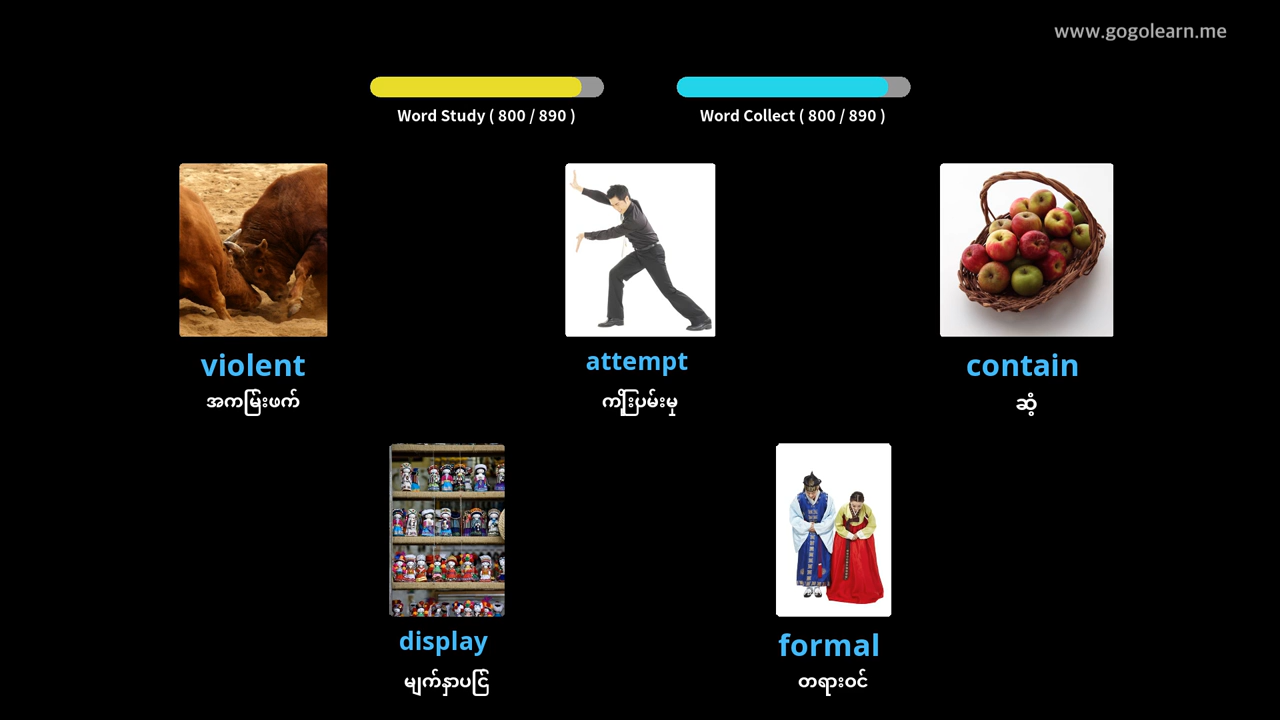 www.gogolearn.me
Word Study ( 800 / 890 )
Word Collect ( 800 / 890 )
violent
အကမ်းဖက်
attempt
ကြိုးပမ်းမှု
contain
ဆံ့
display
မျက်နှာပြင်
formal
တရားဝင်